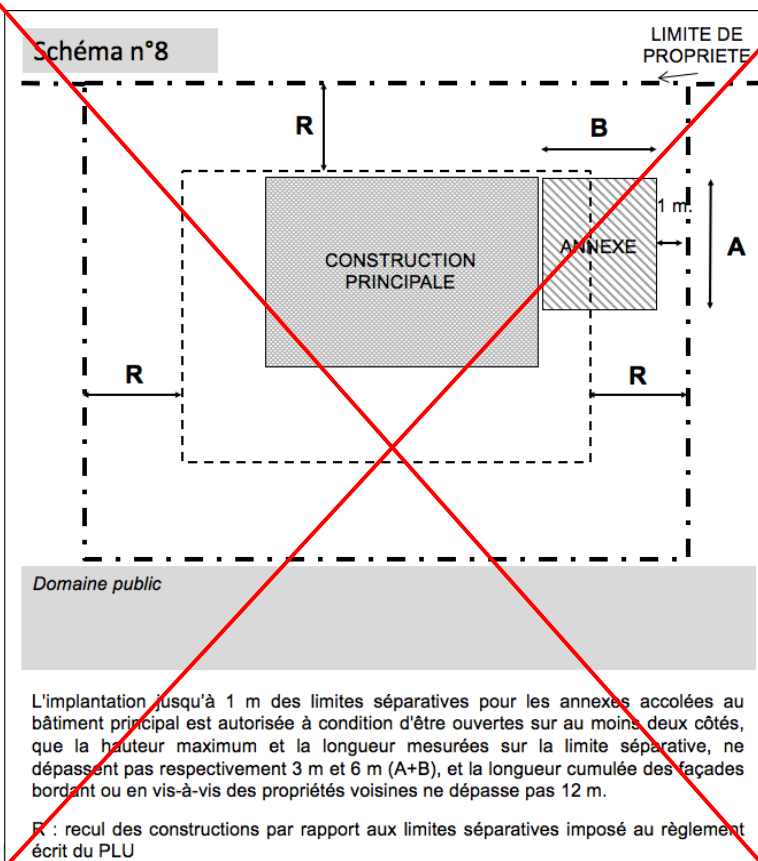 Schéma n°8
LIMITE DE
PROPRIETE
R
B
1 m.
A
CONSTRUCTION
PRINCIPALE
ANNEXE
R
R
Domaine public
L'implantation jusqu'à 1 m des limites séparatives pour les annexes accolées au
bâtiment principal est autorisée à condition d'être ouvertes sur au moins deux côtés,
que la hauteur maximum et la longueur mesurées sur la limite séparative, ne
dépassent pas respectivement 3 m et 6 m (A+B), et la longueur cumulée des façades
bordant ou en vis-à-vis des propriétés voisines ne dépasse pas 12 m.
R : recul des constructions par rapport aux limites séparatives imposé au règlement
écrit du PLU